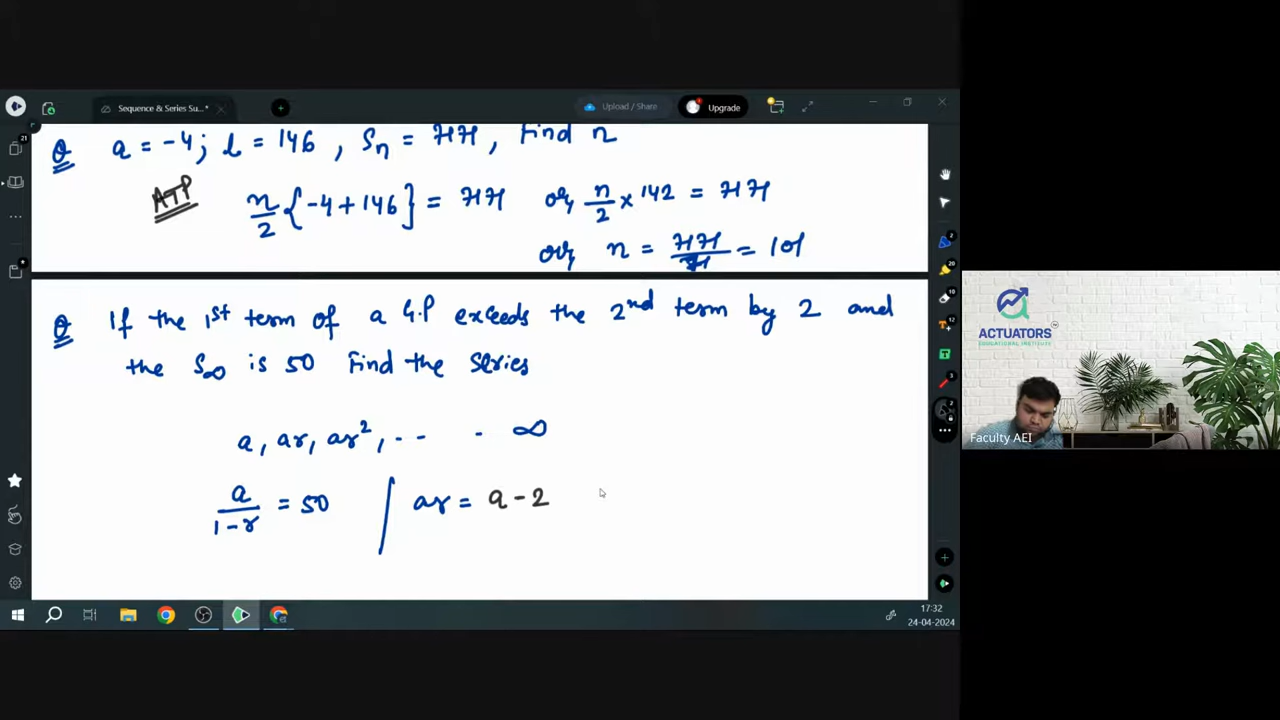 Sequence & Series Su...*
Upload / Share
Upgrade
Q a = -4; l = 146, Sn = 7171, Find n
ATP n/2 {-4+146} = 7171 or, n/2 × 142 = 7171
or, n = 7171/71 = 101
Q If the 1st term of a G.P exceeds the 2nd term by 2 and
the S∞ is 50 Find the Series
a, ar, ar², .. .. . ∞
a/1-r = 50 | ar = a - 2
ACTUATORS
EDUCATIONAL INSTITUTE
Faculty AEI
17:32
24-04-2024